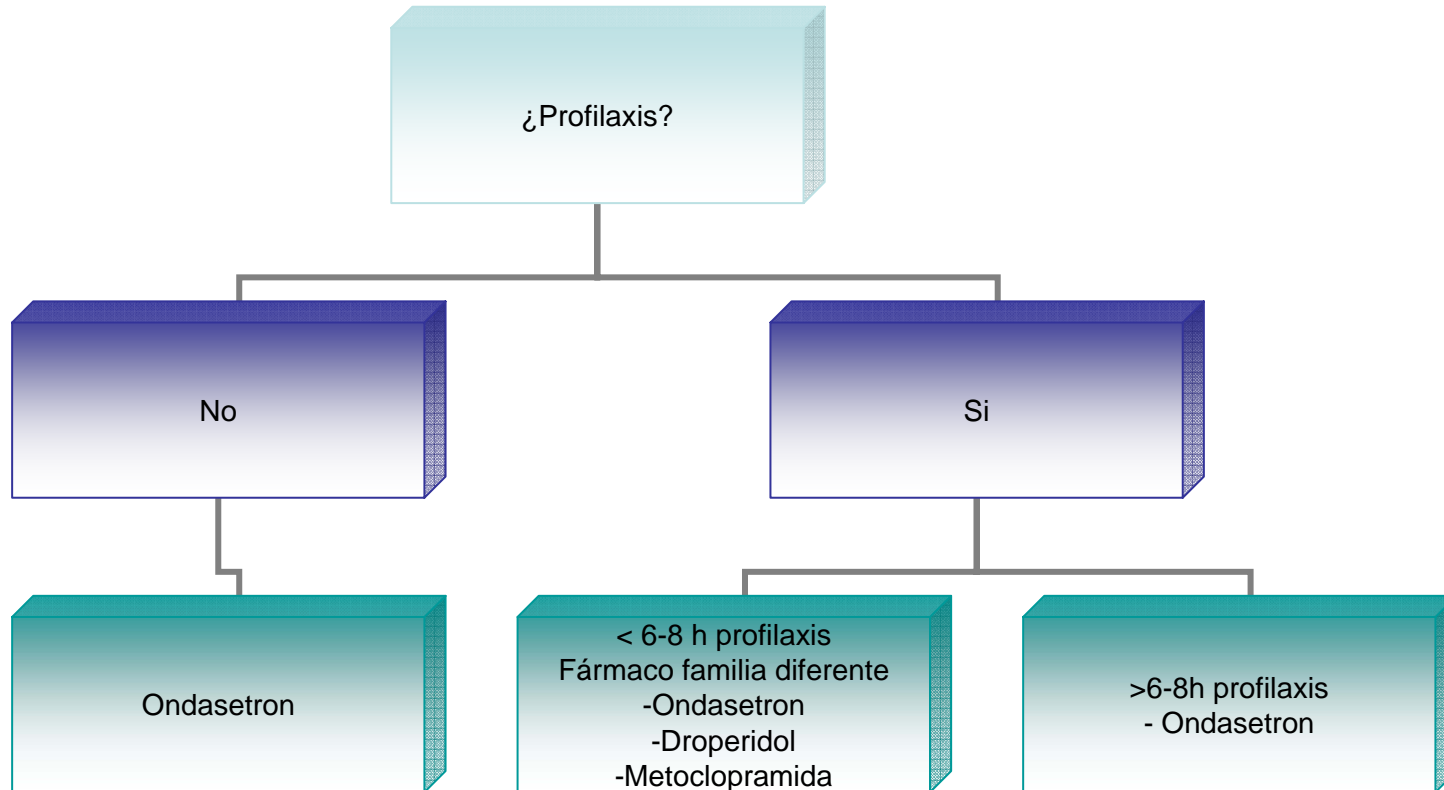 ¿Profilaxis?
No
Si
Ondasetron
< 6-8 h profilaxis
Fármaco familia diferente
-Ondasetron
-Droperidol
-Metoclopramida
>6-8h profilaxis
- Ondasetron